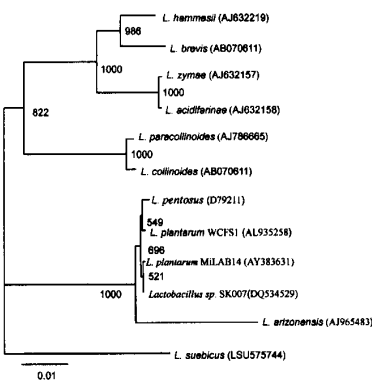 L. hammesii (AJ632219)
986
L. brevis (AB070611)
1000
L. zymae (AJ632157)
1000
L. acidifarinae (AJ632158)
822
L. paracollinoides (AJ786665)
1000
L. collinoides (AB070611)
L. pentosus (D79211)
549
L. plantarum WCFS1 (AL935258)
696
L. plantarum MiLAB14 (AY383631)
521
1000
Lactobacillus sp. SK007(DQ534529)
L. arizonensis (AJ965483)
L. suebicus (LSU575744)
0.01